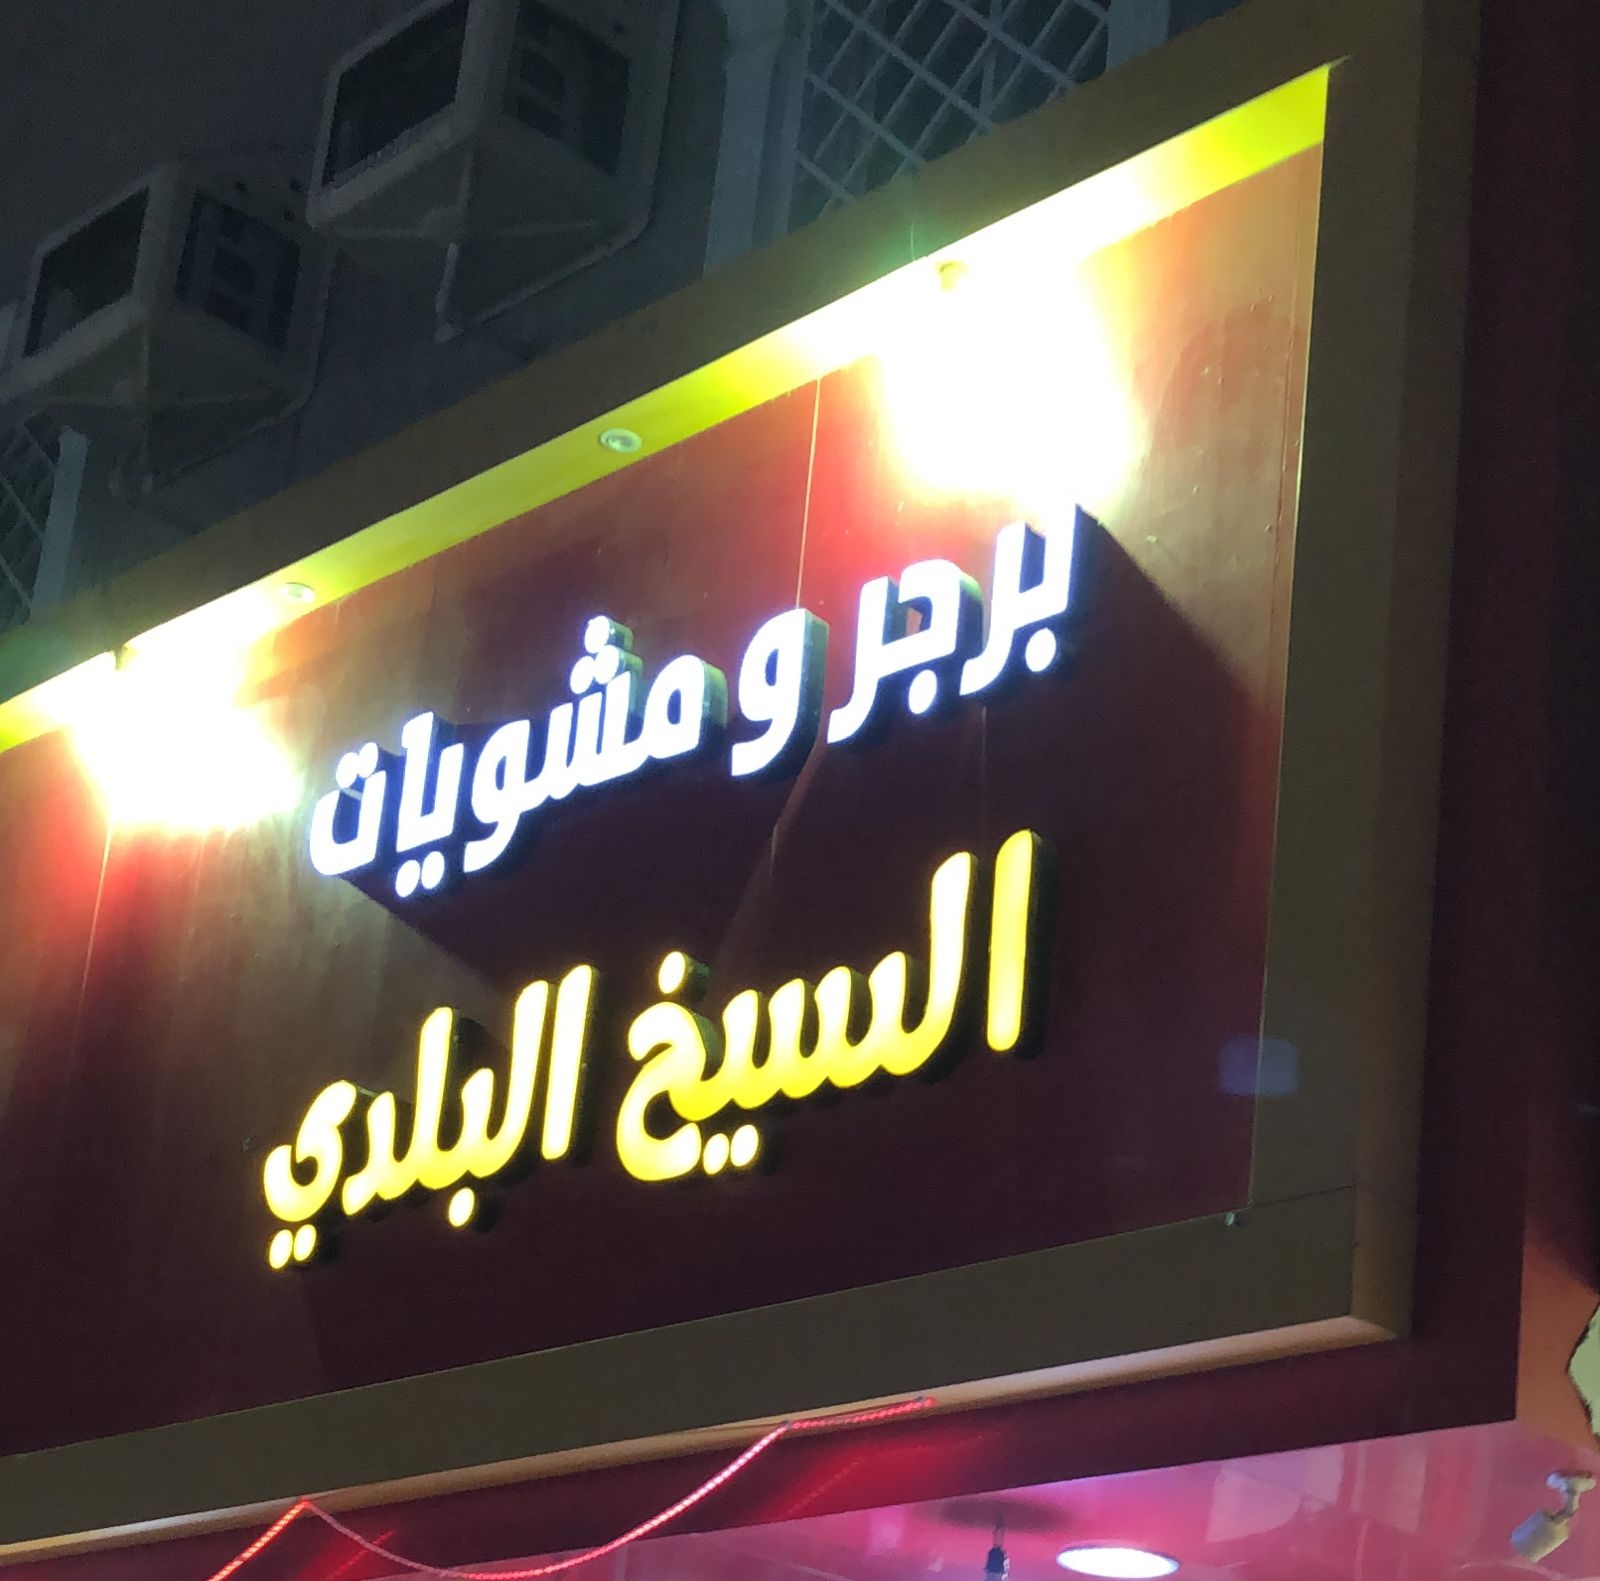 برجر و مشويات
السيخ البلدي